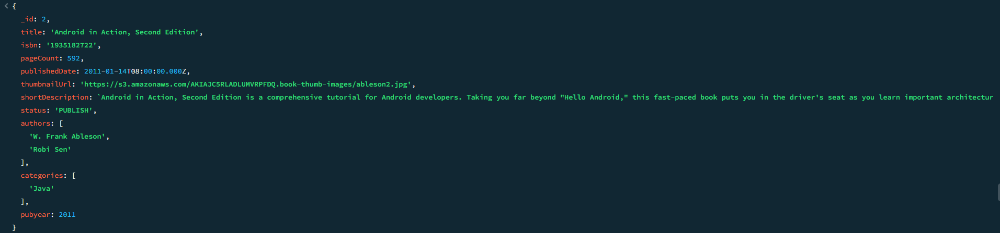 {
_id: 2,
title: 'Android in Action, Second Edition',
isbn: '1935182722',
pageCount: 592,
publishedDate: 2011-01-14T08:00:00.000Z,
thumbnailUrl: 'https://s3.amazonaws.com/AKIAJC5RLADLUMVRPFDQ.book-thumb-images/ableson2.jpg',
shortDescription: `Android in Action, Second Edition is a comprehensive tutorial for Android developers. Taking you far beyond "Hello Android," this fast-paced book puts you in the driver's seat as you learn important architectur
status: 'PUBLISH',
authors: [
'W. Frank Ableson',
'Robi Sen'
],
categories: [
'Java'
],
pubyear: 2011
}